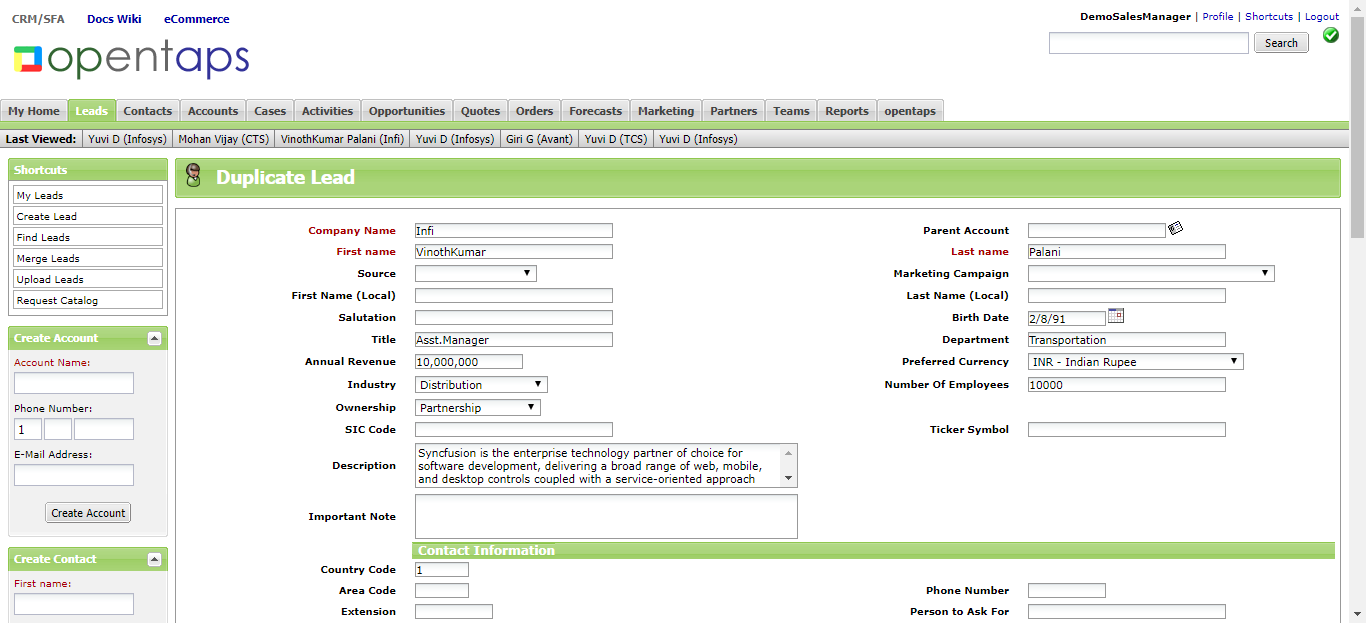 CRM/SFA Docs Wiki eCommerce
DemoSalesManager | Profile | Shortcuts | Logout
opentaps
Search
My Home Leads Contacts Accounts Cases Activities Opportunities Quotes Orders Forecasts Marketing Partners Teams Reports opentaps
Last Viewed: Yuvi D (Infosys) Mohan Vijay (CTS) VinothKumar Palani (Infi) Yuvi D (Infosys) Giri G (Avant) Yuvi D (TCS) Yuvi D (Infosys)
Shortcuts
My Leads
Create Lead
Find Leads
Merge Leads
Upload Leads
Request Catalog
Create Account
Account Name:
Phone Number:
1
E-Mail Address:
Create Account
Create Contact
First name:
Duplicate Lead
Company Name Infi Parent Account
First name VinothKumar Last name Palani
Source Marketing Campaign
First Name (Local) Last Name (Local)
Salutation Birth Date 2/8/91
Title Asst.Manager Department Transportation
Annual Revenue 10,000,000 Preferred Currency INR - Indian Rupee
Industry Distribution Number Of Employees 10000
Ownership Partnership
SIC Code Ticker Symbol
Description Syncfusion is the enterprise technology partner of choice for
software development, delivering a broad range of web, mobile,
and desktop controls coupled with a service-oriented approach
Important Note
Contact Information
Country Code 1
Area Code Phone Number
Extension Person to Ask For